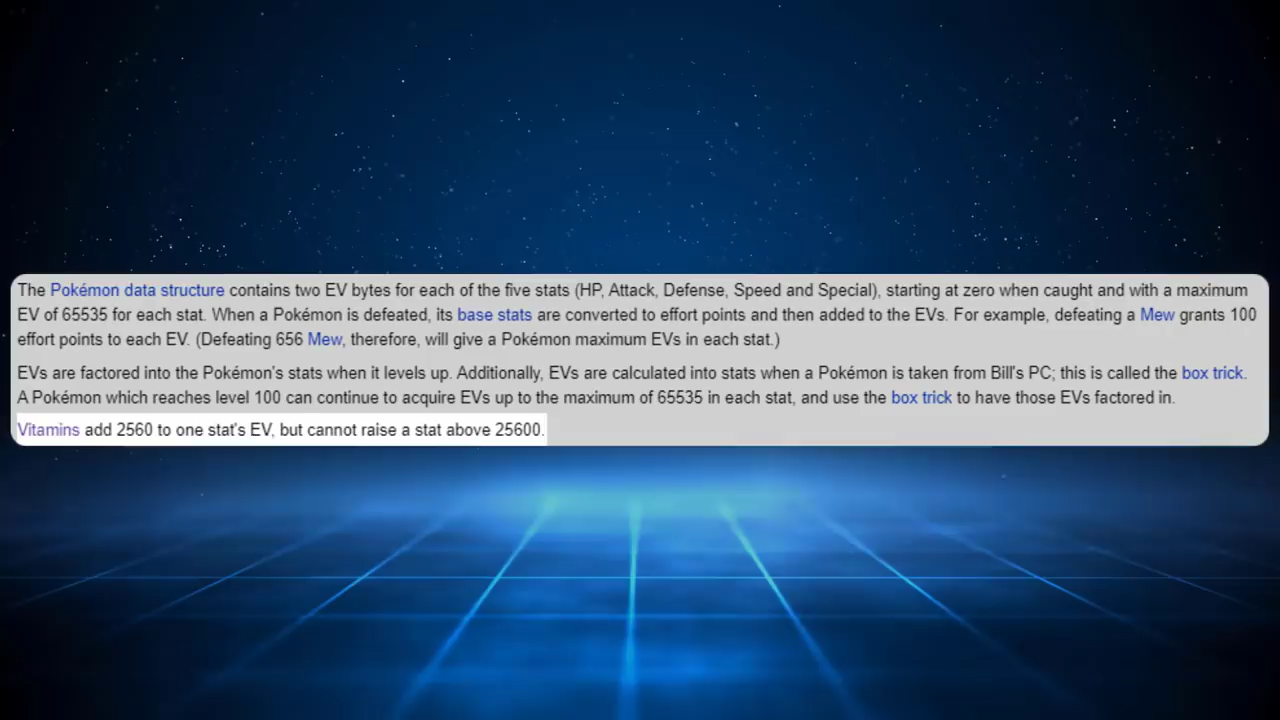 The Pokémon data structure contains two EV bytes for each of the five stats (HP, Attack, Defense, Speed and Special), starting at zero when caught and with a maximum
EV of 65535 for each stat. When a Pokémon is defeated, its base stats are converted to effort points and then added to the EVs. For example, defeating a Mew grants 100
effort points to each EV. (Defeating 656 Mew, therefore, will give a Pokémon maximum EVs in each stat.)
EVs are factored into the Pokémon's stats when it levels up. Additionally, EVs are calculated into stats when a Pokémon is taken from Bill's PC; this is called the box trick.
A Pokémon which reaches level 100 can continue to acquire EVs up to the maximum of 65535 in each stat, and use the box trick to have those EVs factored in.
Vitamins add 2560 to one stat's EV, but cannot raise a stat above 25600.